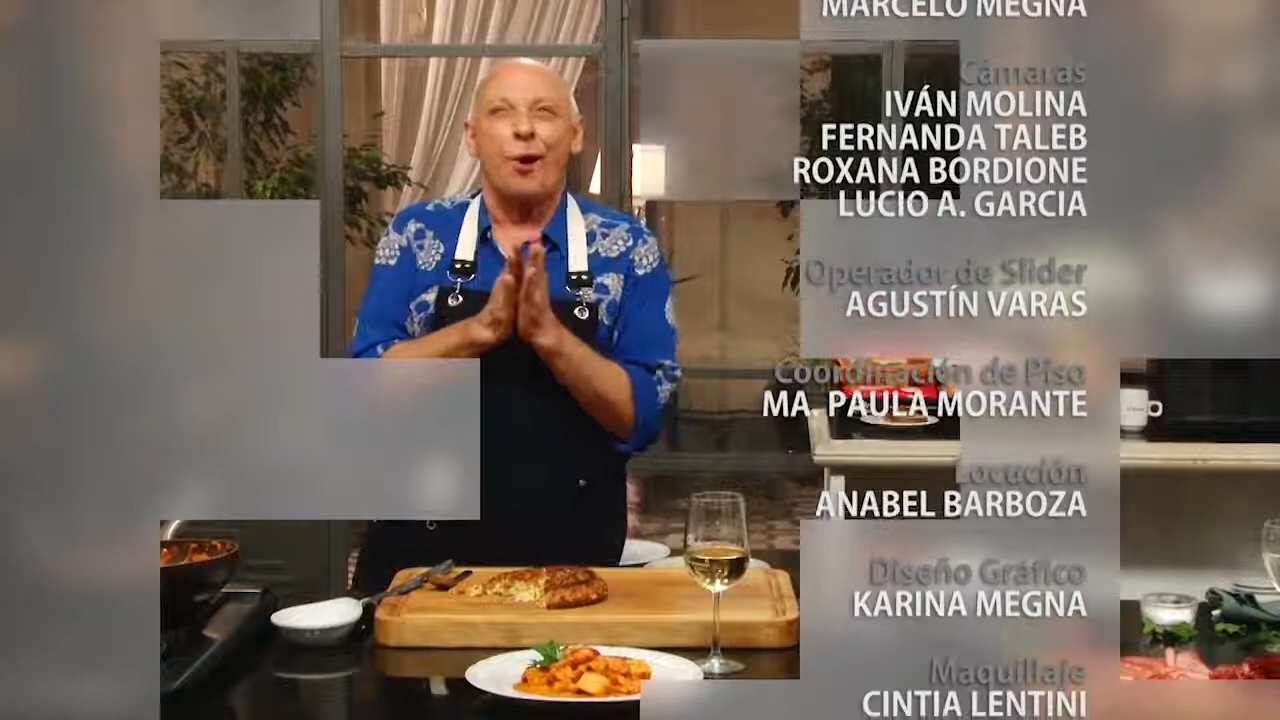 MARCELO MEGNA
Cámaras
IVÁN MOLINA
FERNANDA TALEB
ROXANA BORDIONE
LUCIO A. GARCIA
Operador de Slider
AGUSTÍN VARAS
Coordinación de Piso
MA. PAULA MORANTE
Locución
ANABEL BARBOZA
Diseño Gráfico
KARINA MEGNA
Maquillaje
CINTIA LENTINI